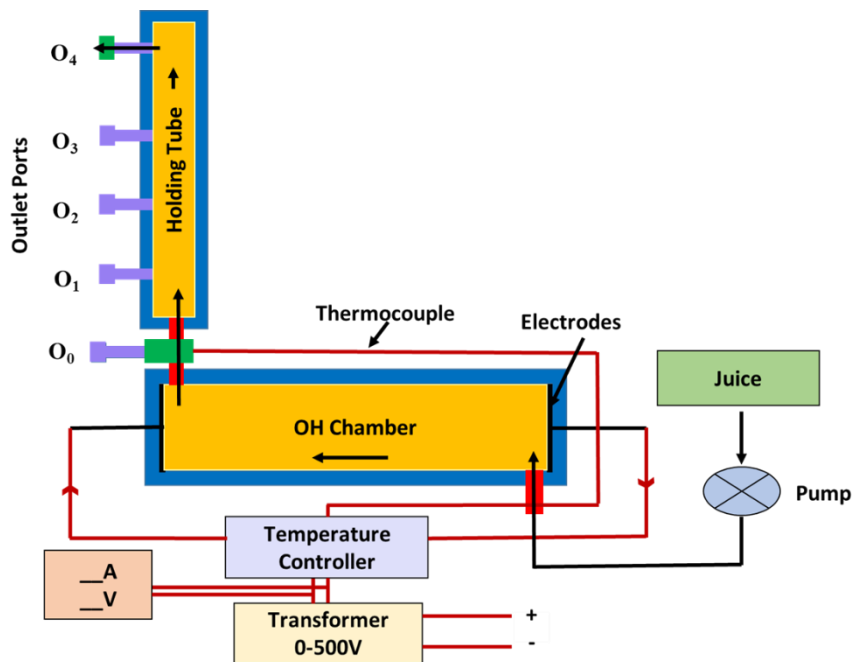 O4
O3
O2
O1
O0
Outlet Ports
Holding Tube
Thermocouple
Electrodes
Juice
OH Chamber
Pump
Temperature
Controller
__A
__V
Transformer
0-500V
+
-